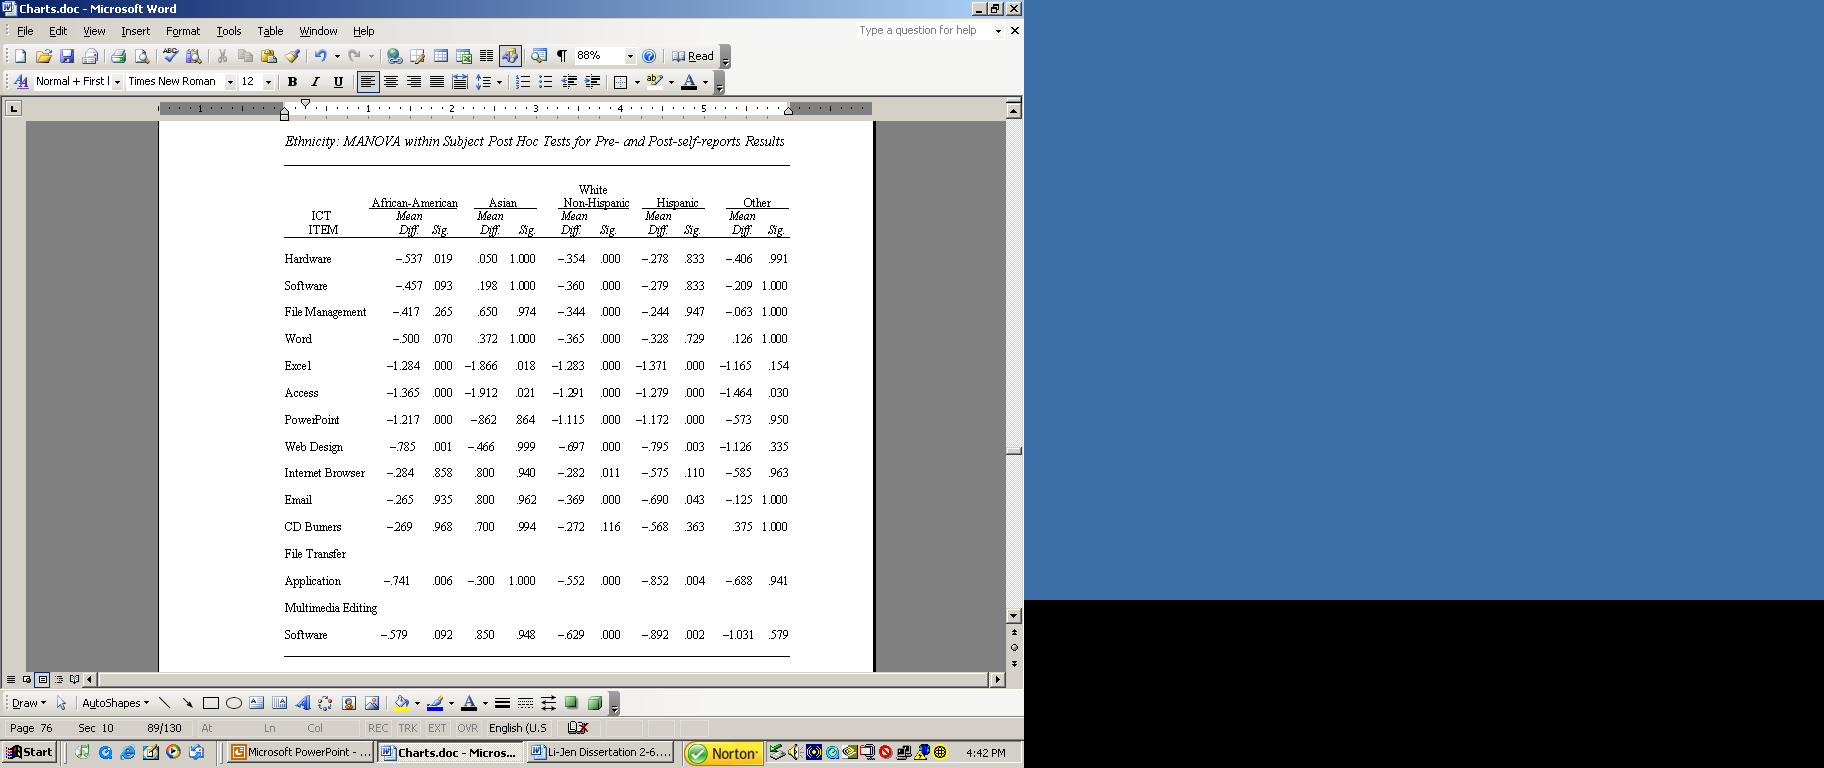 Charts.doc - Microsoft Word
File Edit View Insert Format Tools Table Window Help Type a question for help
88% Read
Normal + First l Times New Roman 12 B I U
1 1 2 3 4 5
Ethnicity: MANOVA within Subject Post Hoc Tests for Pre- and Post-self-reports Results
White
African-American Asian Non-Hispanic Hispanic Other
ICT Mean Mean Mean Mean Mean
ITEM Diff. Sig. Diff. Sig. Diff. Sig. Diff. Sig. Diff. Sig.
Hardware –.537 .019 .050 1.000 –.354 .000 –.278 .833 –.406 .991
Software –.457 .093 .198 1.000 –.360 .000 –.279 .833 –.209 1.000
File Management –.417 .265 .650 .974 –.344 .000 –.244 .947 –.063 1.000
Word –.500 .070 .372 1.000 –.365 .000 –.328 .729 .126 1.000
Excel –1.284 .000 –1.866 .018 –1.283 .000 –1.371 .000 –1.165 .154
Access –1.365 .000 –1.912 .021 –1.291 .000 –1.279 .000 –1.464 .030
PowerPoint –1.217 .000 –.862 .864 –1.115 .000 –1.172 .000 –.573 .950
Web Design –.785 .001 –.466 .999 –.697 .000 –.795 .003 –1.126 .335
Internet Browser –.284 .858 .800 .940 –.282 .011 –.575 .110 –.585 .963
Email –.265 .935 .800 .962 –.369 .000 –.690 .043 –.125 1.000
CD Burners –.269 .968 .700 .994 –.272 .116 –.568 .363 .375 1.000
File Transfer
Application –.741 .006 –.300 1.000 –.552 .000 –.852 .004 –.688 .941
Multimedia Editing
Software –.579 .092 .850 .948 –.629 .000 –.892 .002 –1.031 .579
Draw AutoShapes
Page 76 Sec 10 89/130 At Ln Col REC TRK EXT OVR English (U.S
Start Microsoft PowerPoint - ... Charts.doc - Micros... Li-Jen Dissertation 2-6.... Norton 4:42 PM